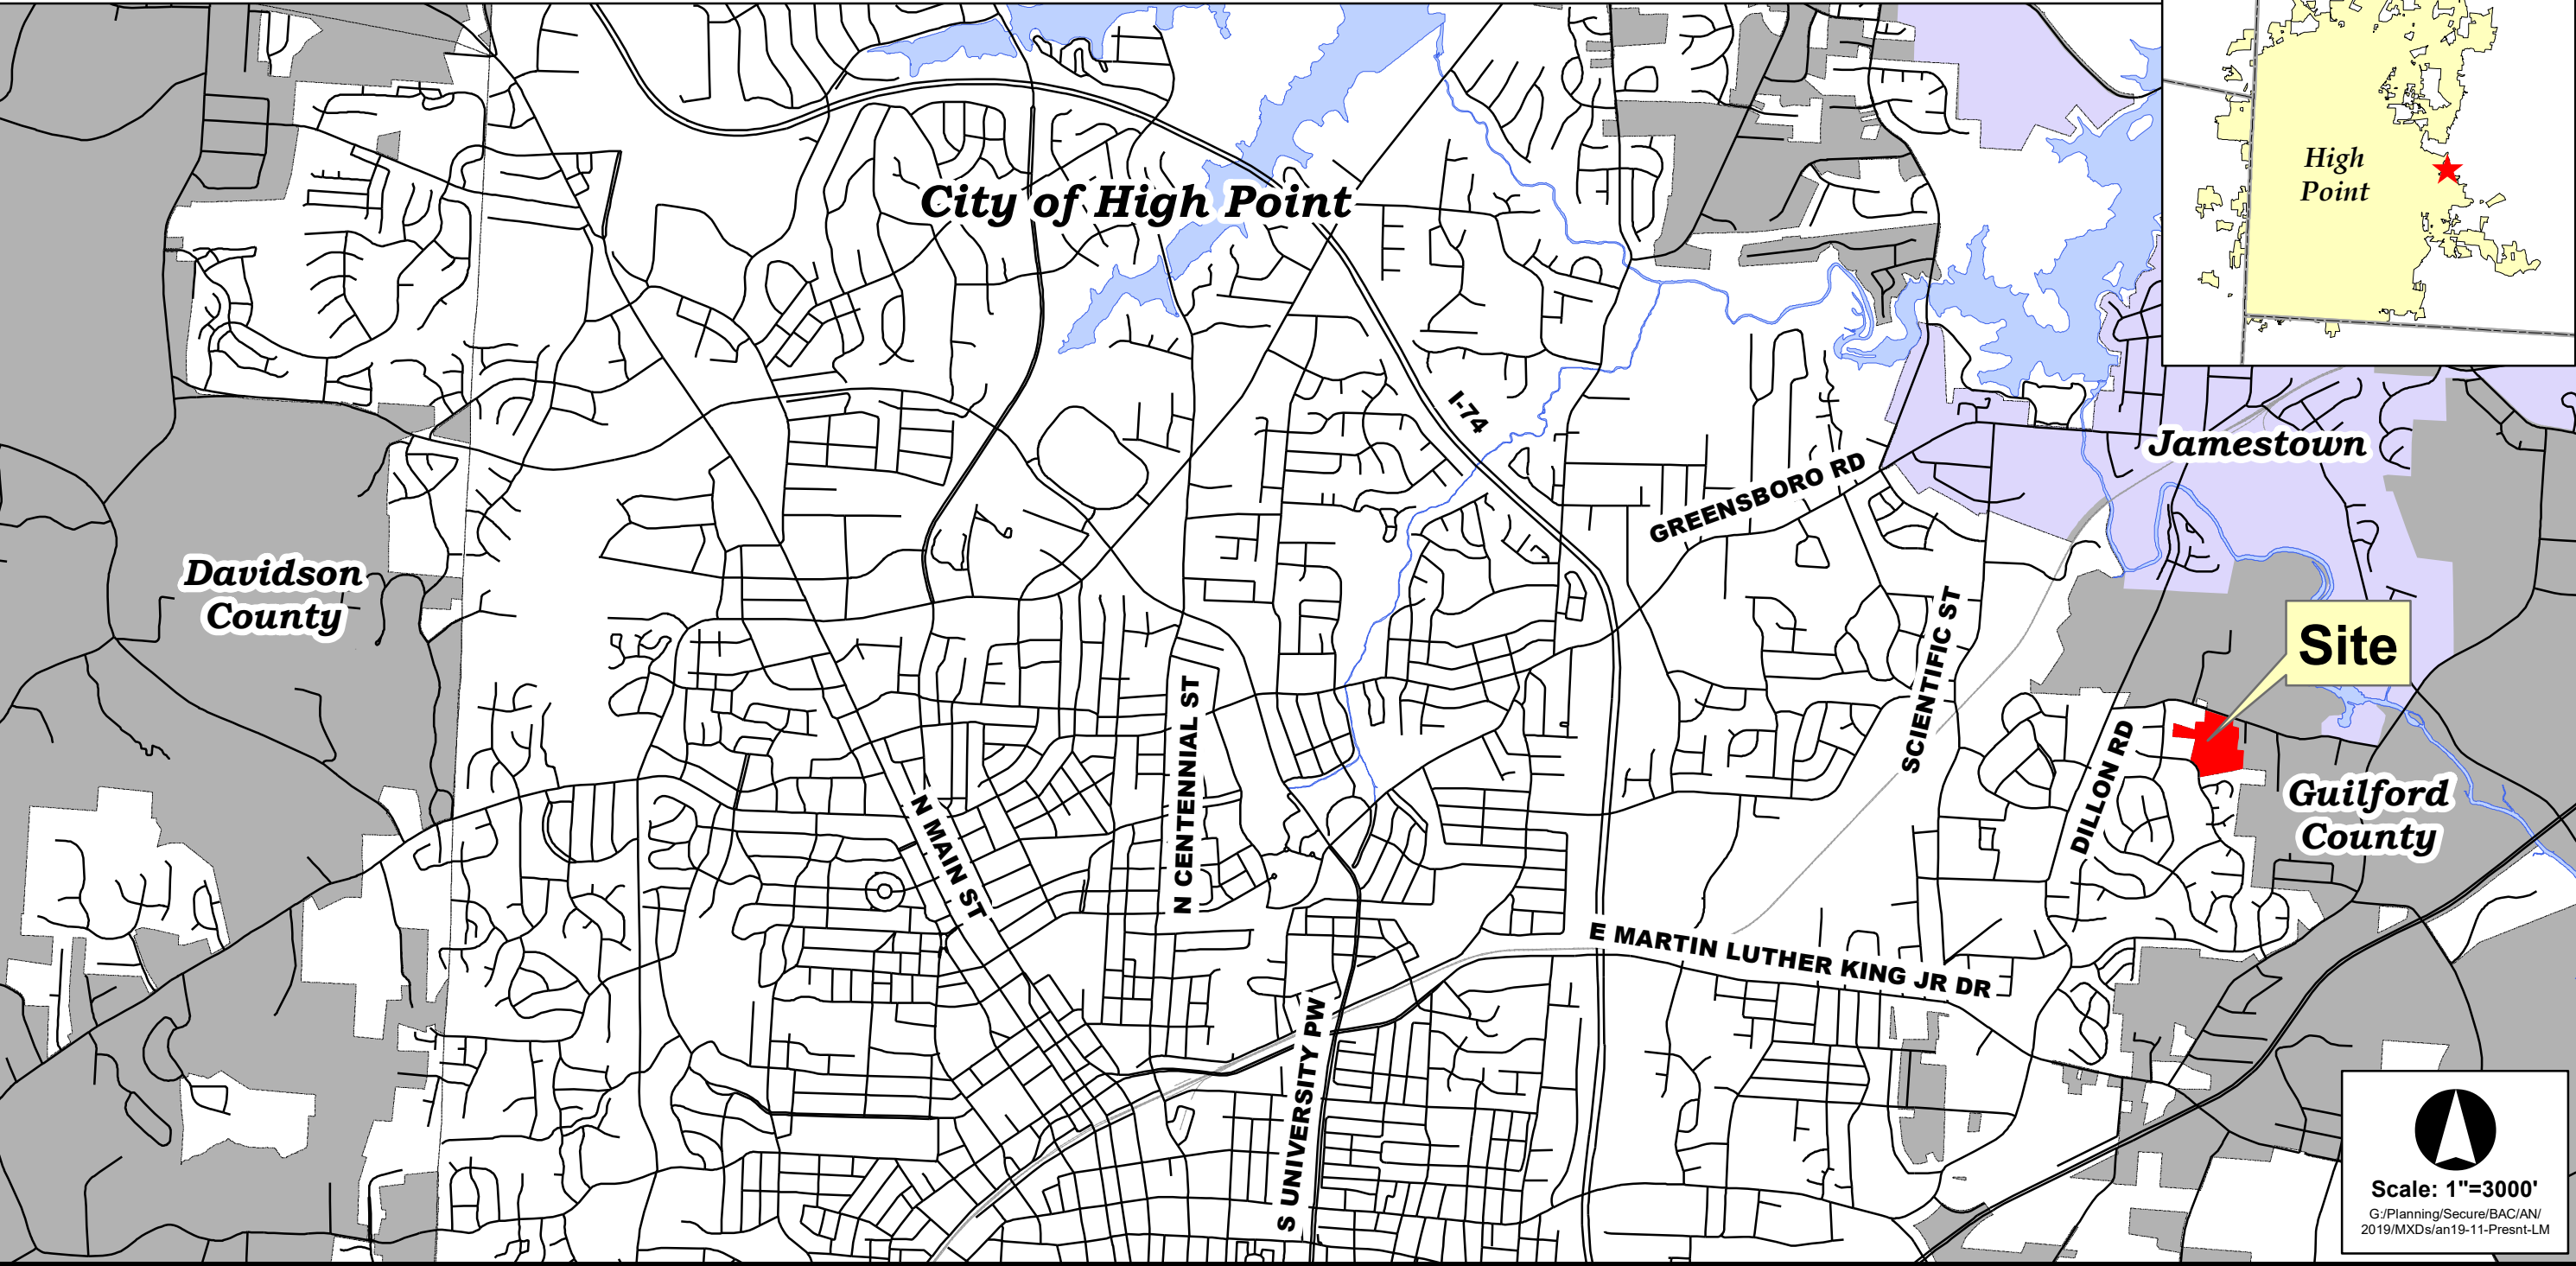 High
Point
City of High Point
I-74
Jamestown
GREENSBORO RD
Davidson
County
Site
SCIENTIFIC ST
N CENTENNIAL ST
DILLON RD
Guilford
County
N MAIN ST
E MARTIN LUTHER KING JR DR
S UNIVERSITY PW
Scale: 1"=3000'
G:/Planning/Secure/BAC/AN/
2019/MXDs/an19-11-Presnt-LM